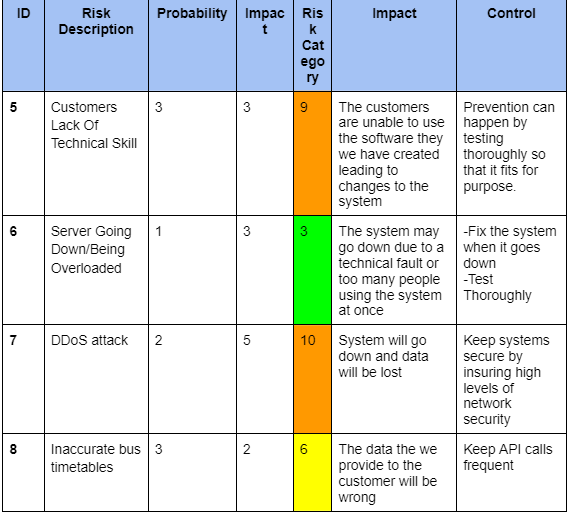 ID Risk Description Probability Impac t Ris k Cat ego ry Impact Control
5 Customers Lack Of Technical Skill 3 3 9 The customers are unable to use the software they we have created leading to changes to the system Prevention can happen by testing thoroughly so that it fits for purpose.
6 Server Going Down/Being Overloaded 1 3 3 The system may go down due to a technical fault or too many people using the system at once -Fix the system when it goes down -Test Thoroughly
7 DDoS attack 2 5 10 System will go down and data will be lost Keep systems secure by insuring high levels of network security
8 Inaccurate bus timetables 3 2 6 The data the we provide to the customer will be wrong Keep API calls frequent